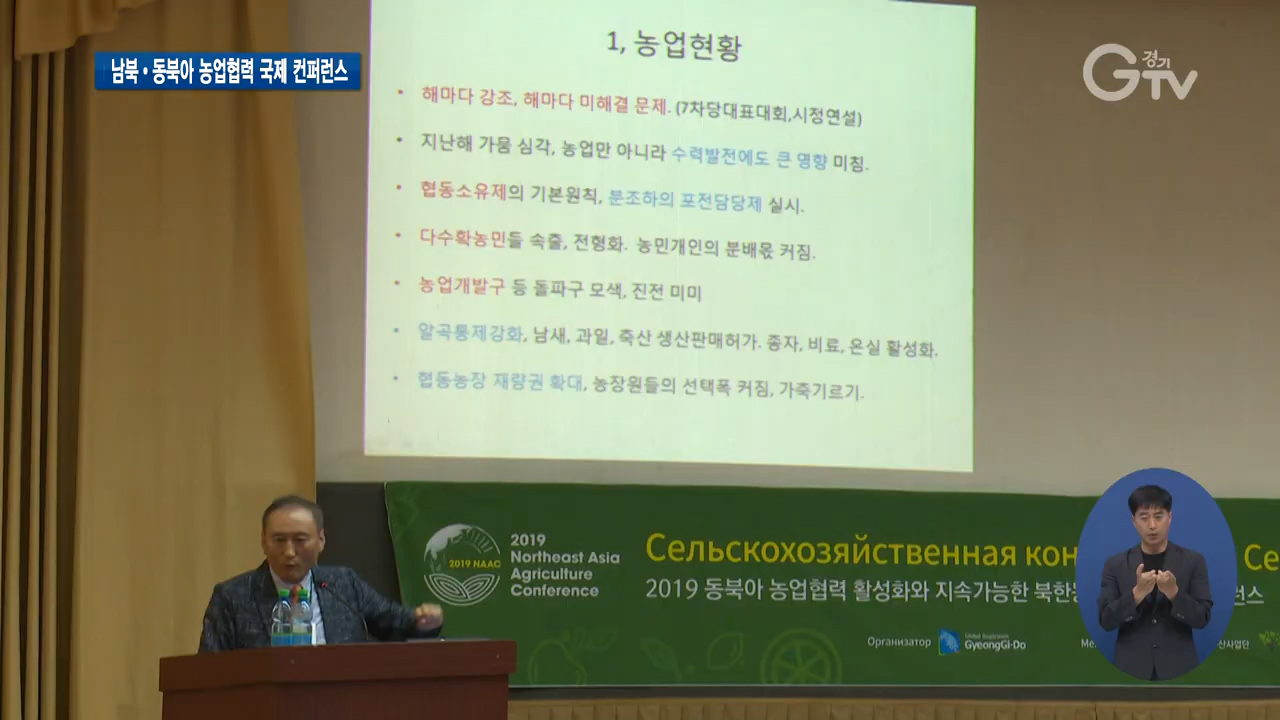 남북·동북아 농업협력 국제 컨퍼런스
경기
GTV
1, 농업현황
• 해마다 강조, 해마다 미해결 문제. (7차당대표대회,시정연설)
• 지난해 가뭄 심각, 농업만 아니라 수력발전에도 큰 영향 미침.
• 협동소유제의 기본원칙, 분조하의 포전담당제 실시.
• 다수확농민들 속출, 전형화. 농민개인의 분배몫 커짐.
• 농업개발구 등 돌파구 모색, 진전 미미
• 알곡통제강화, 남새, 과일, 축산 생산판매허가. 종자, 비료, 온실 활성화.
• 협동농장 재량권 확대, 농장원들의 선택폭 커짐, 가축기르기.
2019 NAAC
2019
Northeast Asia
Agriculture
Conference
Сельскохозяйственная кон Се
2019 동북아 농업협력 활성화와 지속가능한 북한 런스
Организатор
GyeongGi-Do
산사업단